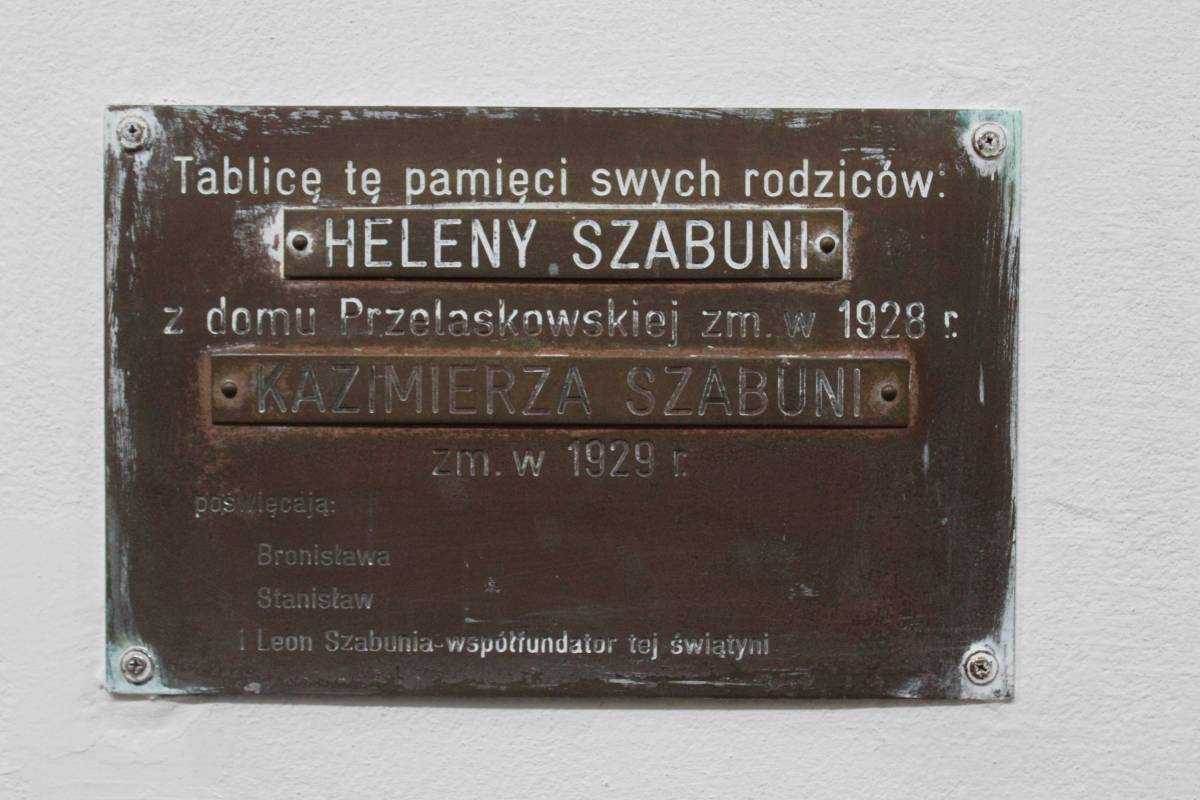 Tablicę tę pamięci swych rodziców:
HELENY SZABUNI
z domu Przelaskowskiej zm. w 1928 r.
KAZIMIERZA SZABUNI
zm. w 1929 r.
poświęcają:
Bronisława
Stanisław
i Leon Szabunia-współfundator tej świątyni